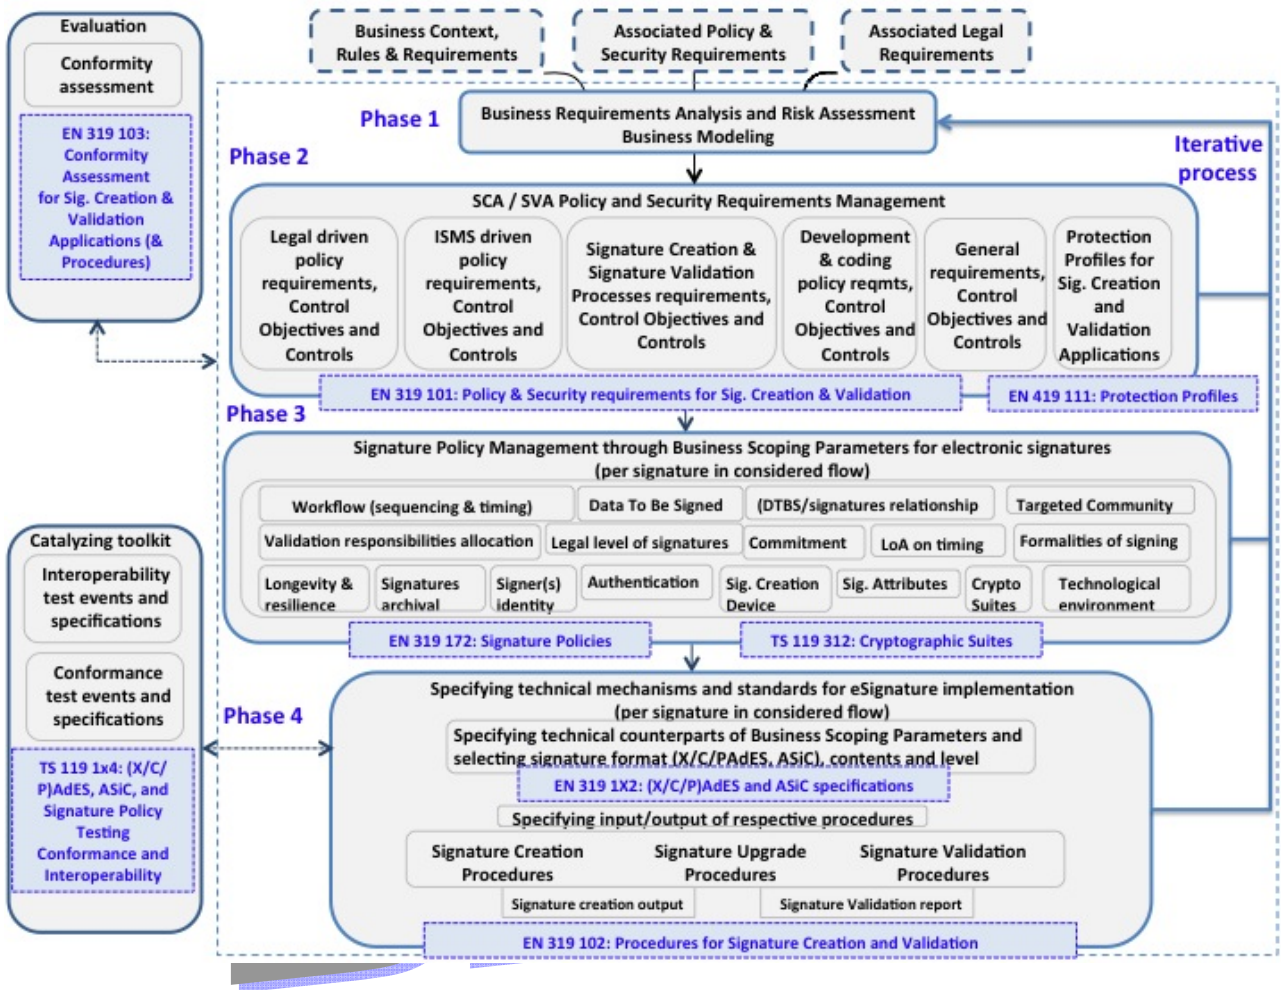 Evaluation
Conformity
assessment
EN 319 103:
Conformity
Assessment
for Sig. Creation &
Validation
Applications (&
Procedures)
Business Context,
Rules & Requirements
Associated Policy &
Security Requirements
Associated Legal
Requirements
Phase 1
Business Requirements Analysis and Risk Assessment
Business Modeling
Iterative
process
Phase 2
SCA / SVA Policy and Security Requirements Management
Legal driven
policy
requirements,
Control
Objectives and
Controls
ISMS driven
policy
requirements,
Control
Objectives and
Controls
Signature Creation &
Signature Validation
Processes requirements,
Control Objectives and
Controls
Development
& coding
policy reqmts,
Control
Objectives and
Controls
General
requirements,
Control
Objectives and
Controls
Protection
Profiles for
Sig. Creation
and
Validation
Applications
EN 319 101: Policy & Security requirements for Sig. Creation & Validation
EN 419 111: Protection Profiles
Phase 3
Signature Policy Management through Business Scoping Parameters for electronic signatures
(per signature in considered flow)
Workflow (sequencing & timing)
Data To Be Signed
(DTBS/signatures relationship
Targeted Community
Validation responsibilities allocation
Legal level of signatures
Commitment
LoA on timing
Formalities of signing
Longevity &
resilience
Signatures
archival
Signer(s)
identity
Authentication
Sig. Creation
Device
Sig. Attributes
Crypto
Suites
Technological
environment
EN 319 172: Signature Policies
TS 119 312: Cryptographic Suites
Catalyzing toolkit
Interoperability
test events and
specifications
Conformance
test events and
specifications
TS 119 1x4: (X/C/
P)AdES, ASiC, and
Signature Policy
Testing
Conformance and
Interoperability
Phase 4
Specifying technical mechanisms and standards for eSignature implementation
(per signature in considered flow)
Specifying technical counterparts of Business Scoping Parameters and
selecting signature format (X/C/PAdES, ASiC), contents and level
EN 319 1X2: (X/C/P)AdES and ASiC specifications
Specifying input/output of respective procedures
Signature Creation
Procedures
Signature Upgrade
Procedures
Signature Validation
Procedures
Signature creation output
Signature Validation report
EN 319 102: Procedures for Signature Creation and Validation